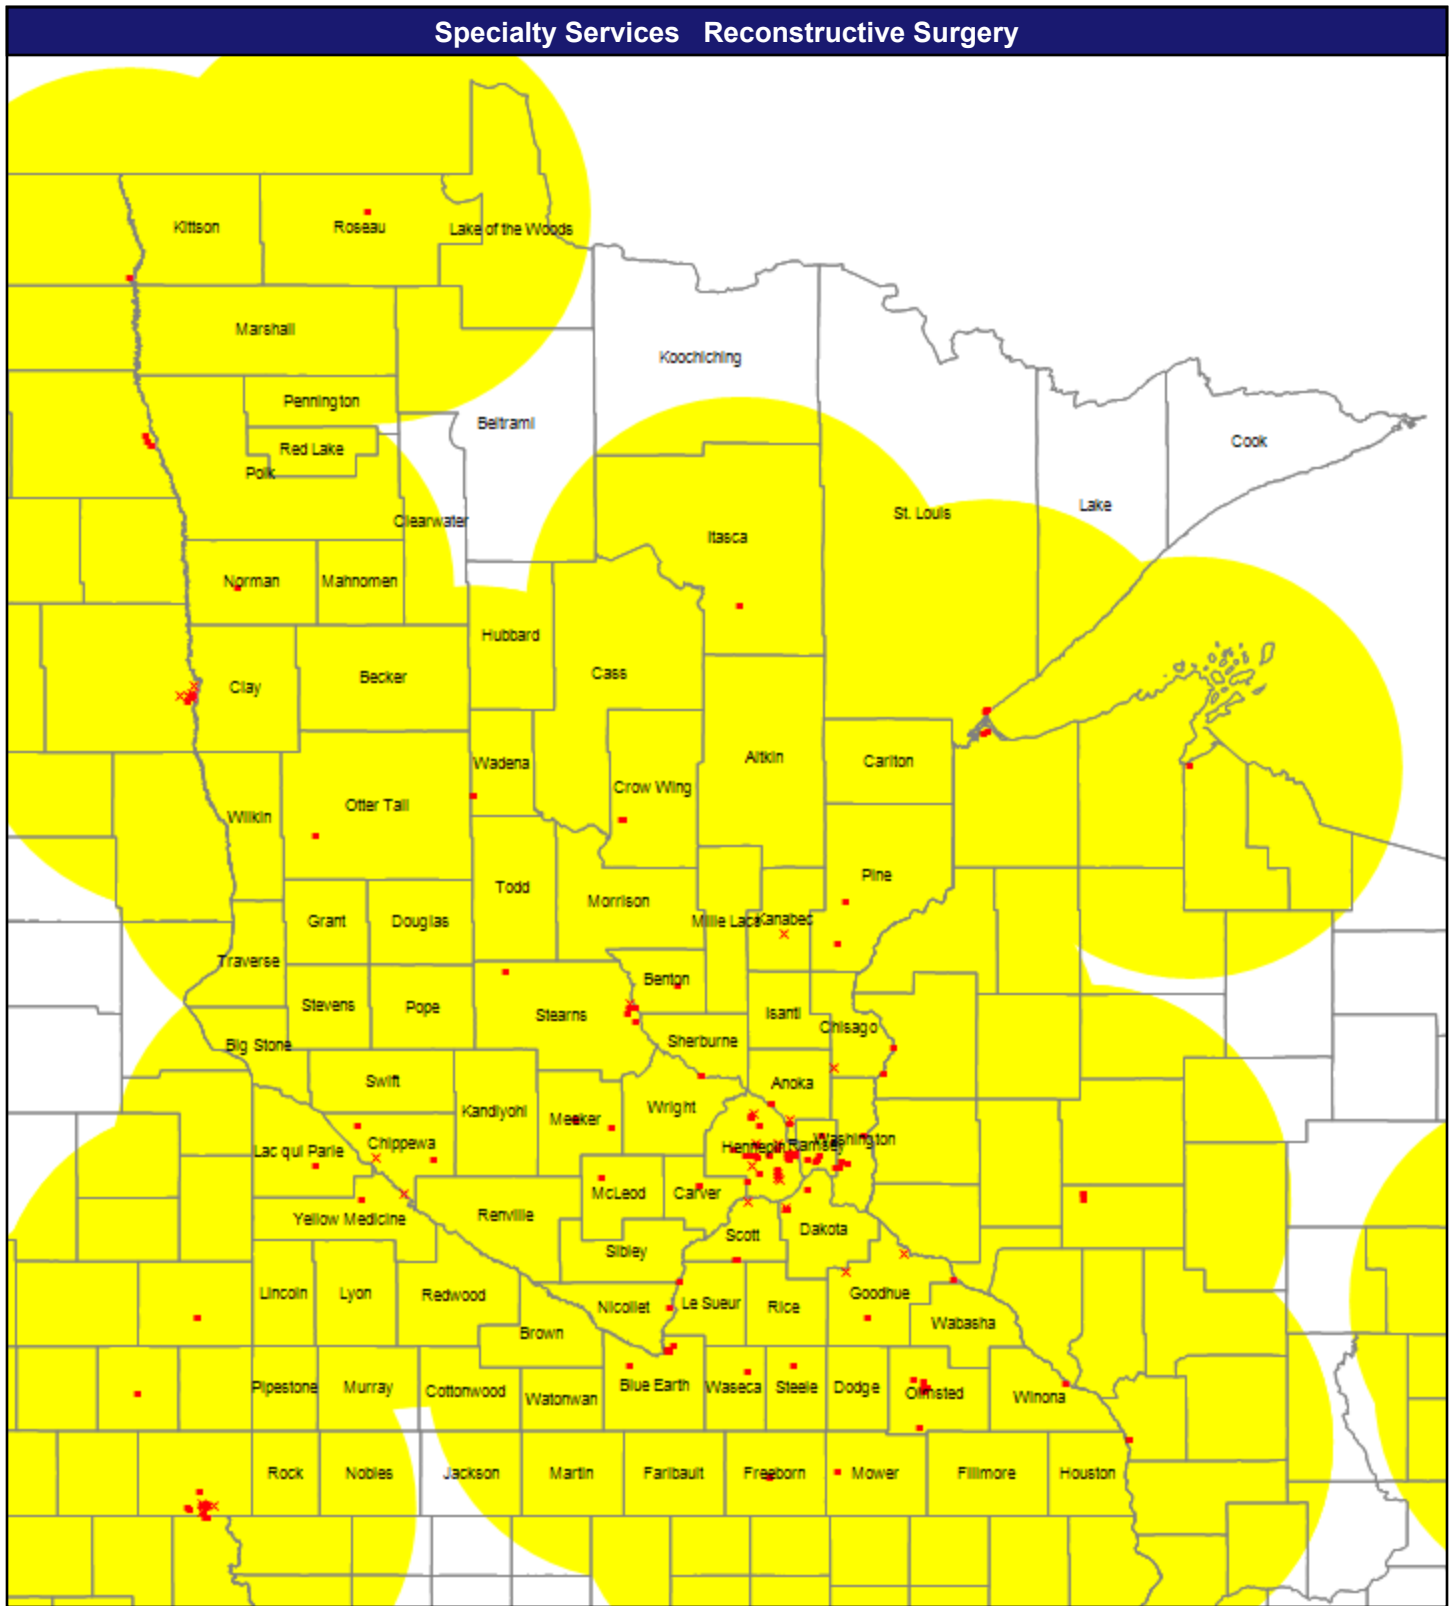 Specialty Services   Reconstructive Surgery
Kittson
Roseau
Lake of the Woods
Marshall
Koochiching
Pennington
Beltrami
Cook
Red Lake
Polk
Lake
St. Louis
Clearwater
Itasca
Norman
Mahnomen
Hubbard
Cass
Becker
Clay
Aitkin
Carlton
Wadena
Crow Wing
Otter Tail
Wilkin
Pine
Todd
Morrison
Grant
Douglas
Mille Lacs
Kanabec
Traverse
Benton
Stevens
Pope
Stearns
Isanti
Chisago
Sherburne
Big Stone
Swift
Anoka
Kandiyohi
Meeker
Wright
Lac qui Parle
Chippewa
Hennepin
Ramsey
Washington
McLeod
Carver
Renville
Yellow Medicine
Scott
Dakota
Sibley
Lincoln
Lyon
Redwood
Nicollet
Le Sueur
Rice
Goodhue
Wabasha
Brown
Pipestone
Murray
Cottonwood
Watonwan
Blue Earth
Waseca
Steele
Dodge
Olmsted
Winona
Rock
Nobles
Jackson
Martin
Faribault
Freeborn
Mower
Fillmore
Houston